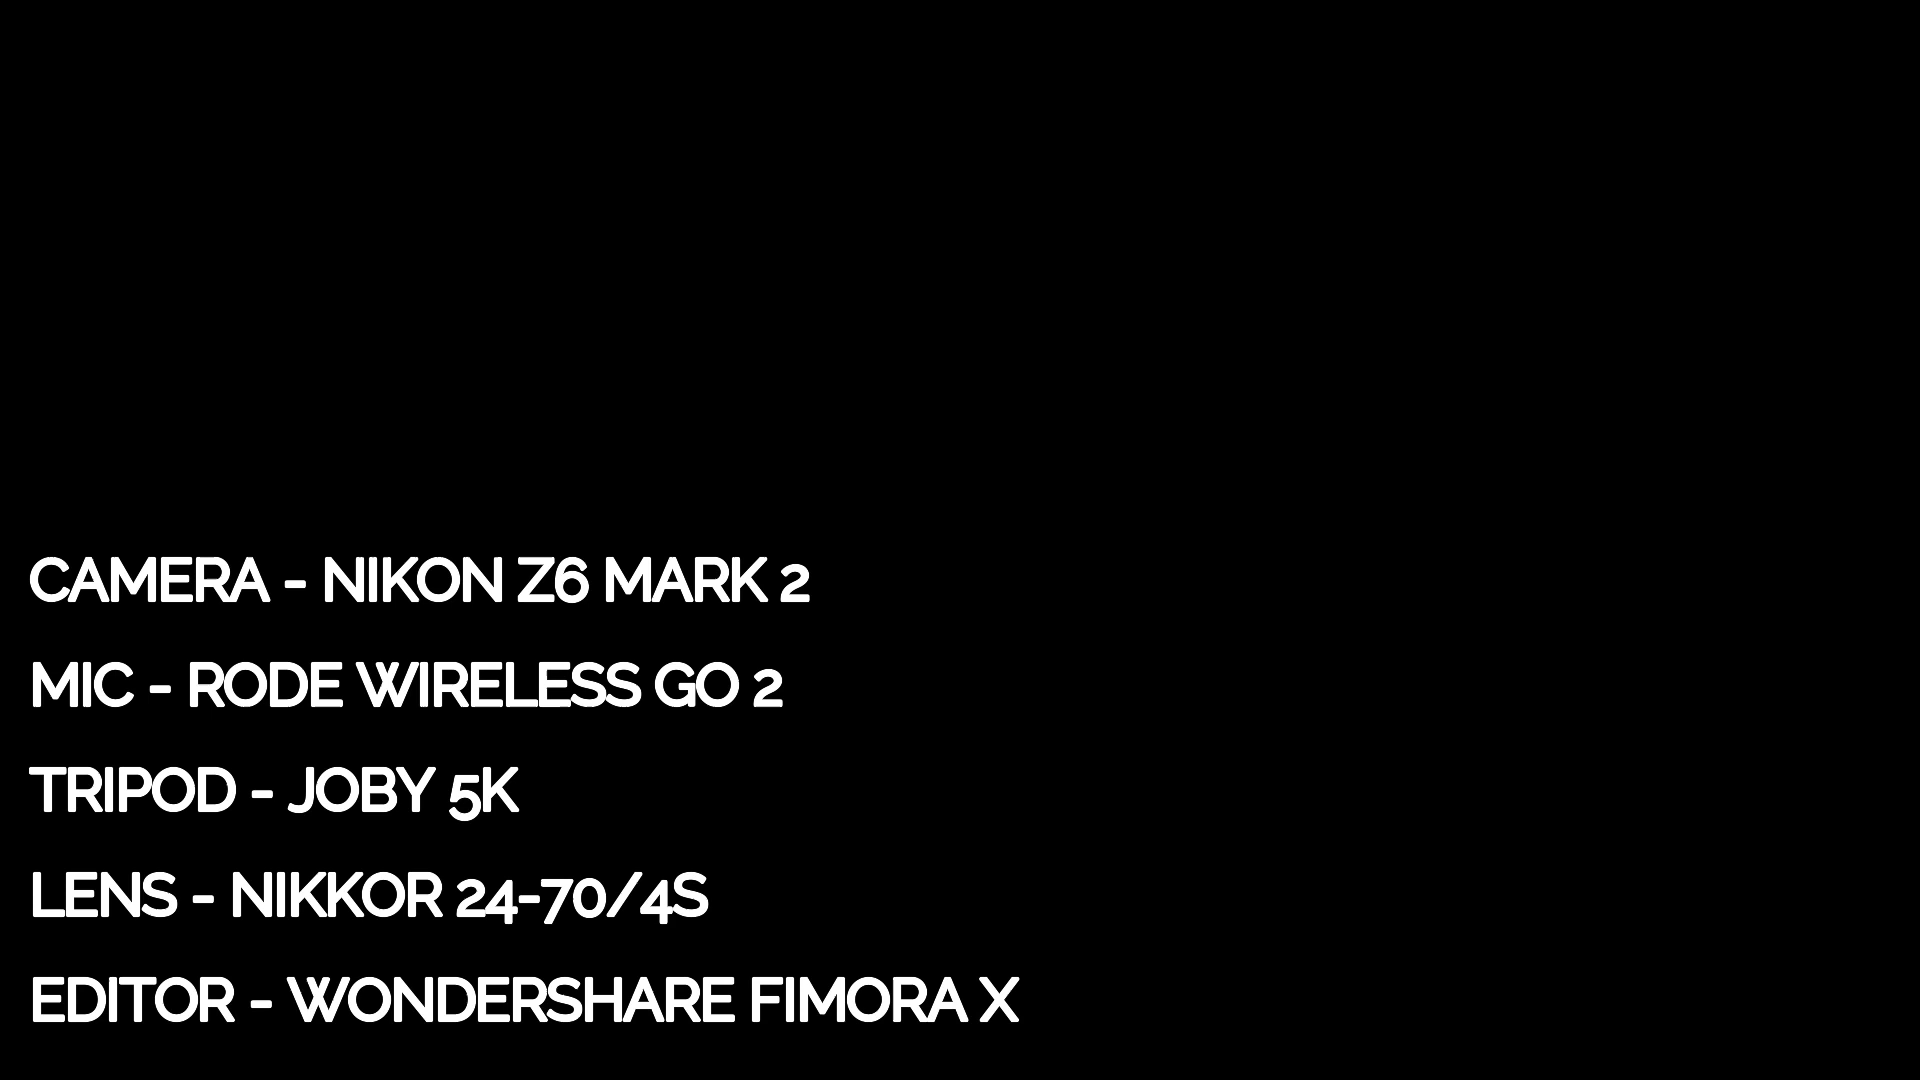 CAMERA - NIKON Z6 MARK 2
MIC - RODE WIRELESS GO 2
TRIPOD - JOBY 5K
LENS - NIKKOR 24-70/4S
EDITOR - WONDERSHARE FIMORA X